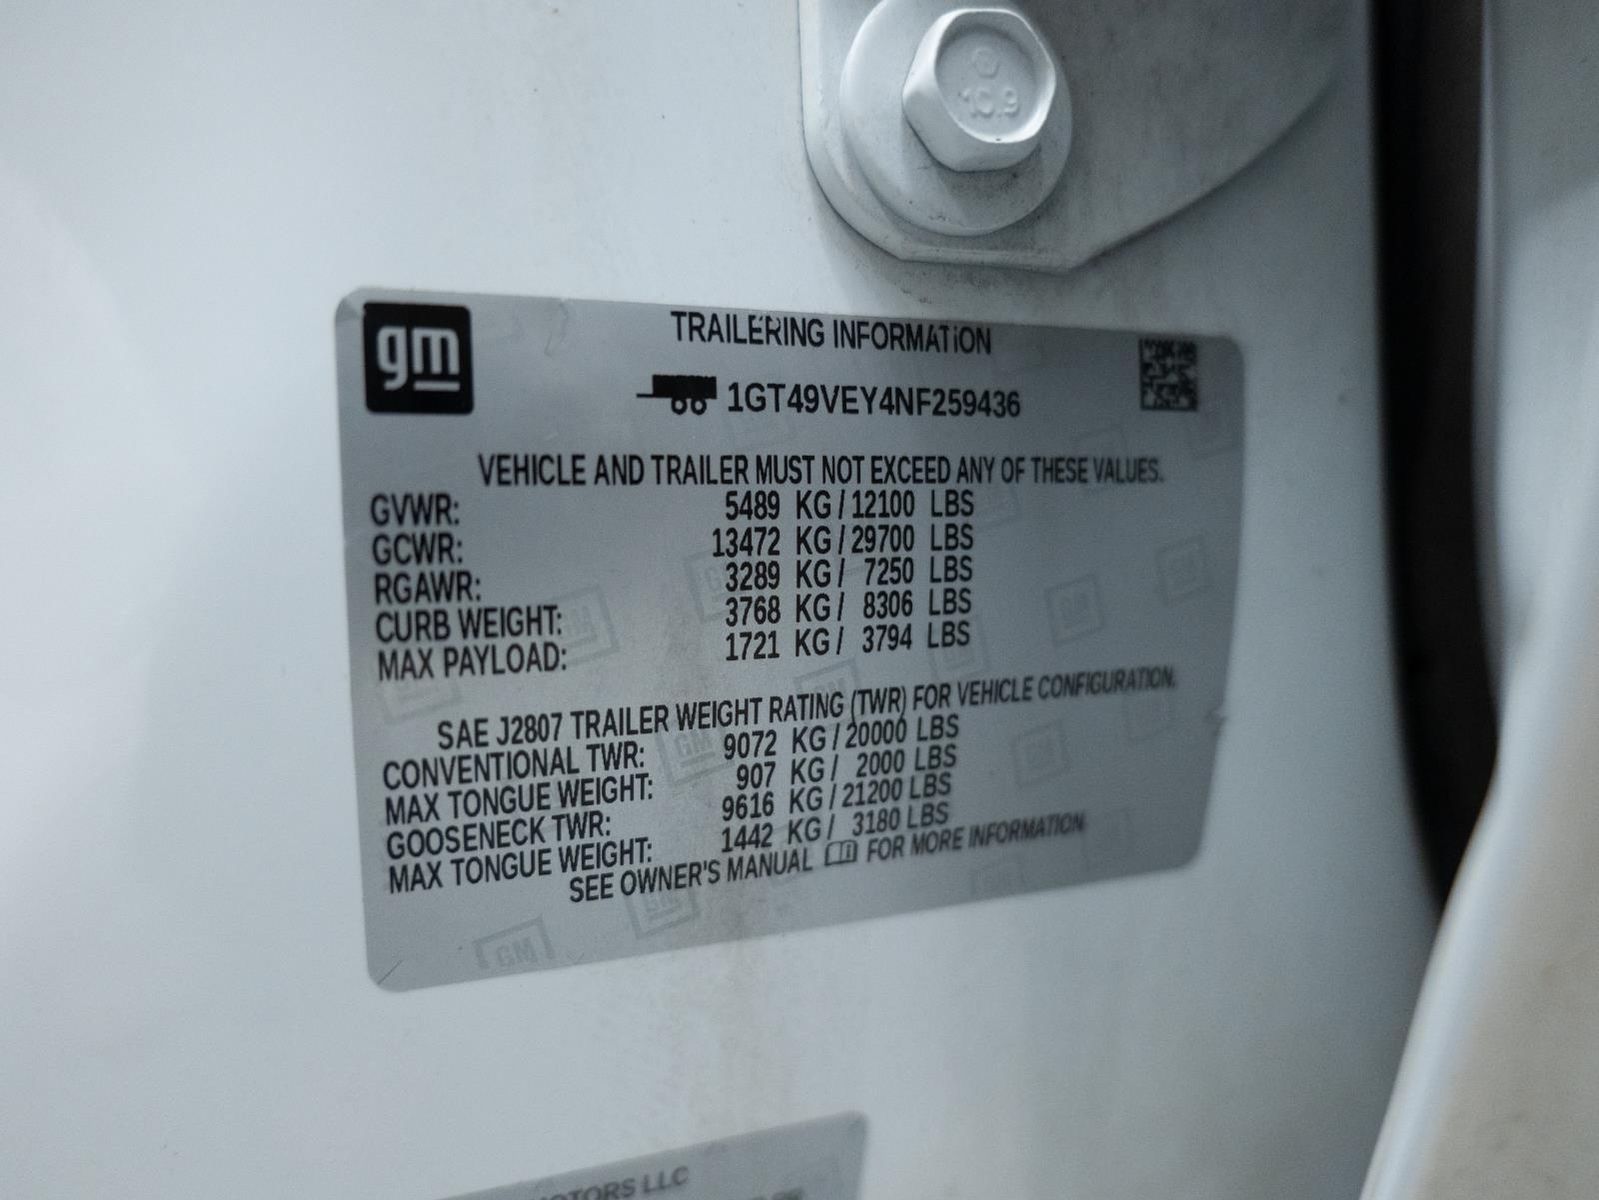 10.9
gm
TRAILERING INFORMATION
1GT49VEY4NF259436
VEHICLE AND TRAILER MUST NOT EXCEED ANY OF THESE VALUES.
GVWR: 5489 KG / 12100 LBS
GCWR: 13472 KG / 29700 LBS
RGAWR: 3289 KG / 7250 LBS
CURB WEIGHT: 3768 KG / 8306 LBS
MAX PAYLOAD: 1721 KG / 3794 LBS
SAE J2807 TRAILER WEIGHT RATING (TWR) FOR VEHICLE CONFIGURATION.
CONVENTIONAL TWR: 9072 KG / 20000 LBS
MAX TONGUE WEIGHT: 907 KG / 2000 LBS
GOOSENECK TWR: 9616 KG / 21200 LBS
MAX TONGUE WEIGHT: 1442 KG / 3180 LBS
SEE OWNER'S MANUAL FOR MORE INFORMATION
GM
MOTORS LLC